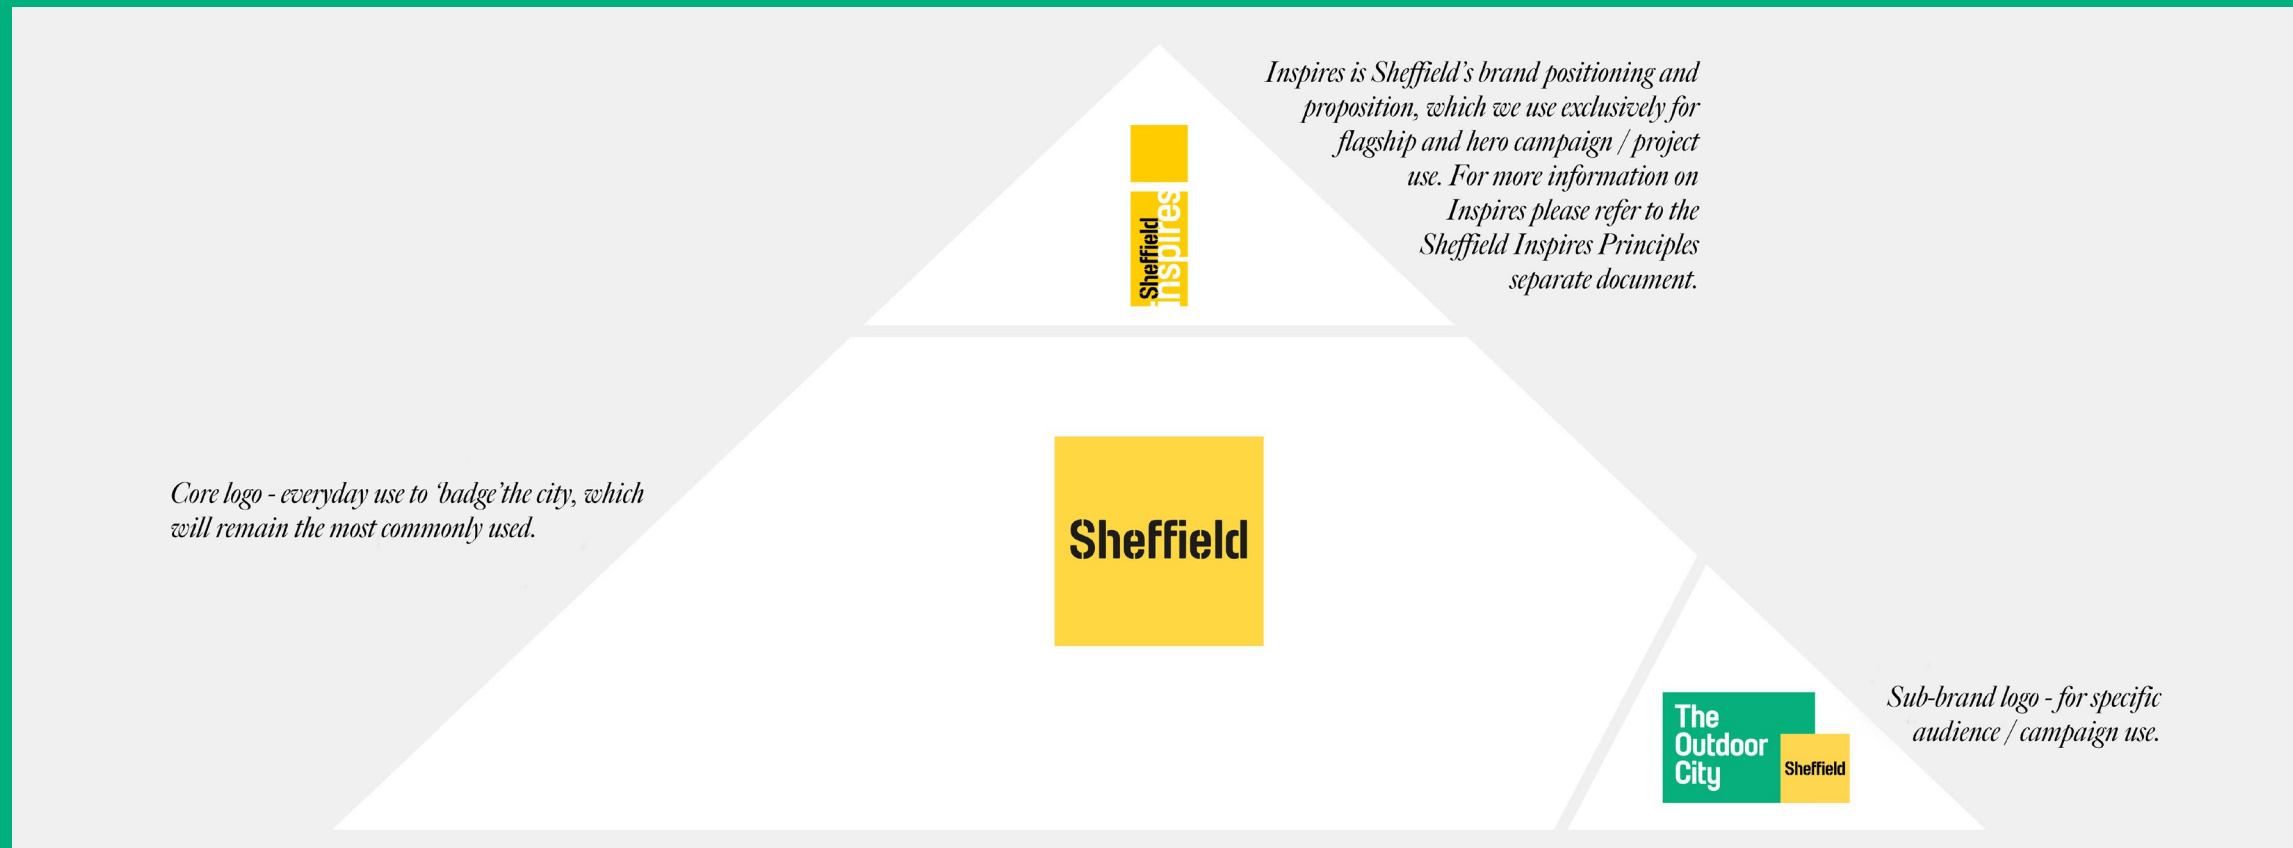 Inspires is Sheffield’s brand positioning and
proposition, which we use exclusively for
flagship and hero campaign / project
use. For more information on
Inspires please refer to the
Sheffield Inspires Principles
separate document.
Sheffield
inspires
Core logo - everyday use to ‘badge’the city, which
will remain the most commonly used.
Sheffield
Sub-brand logo - for specific
audience / campaign use.
The
Outdoor
City
Sheffield